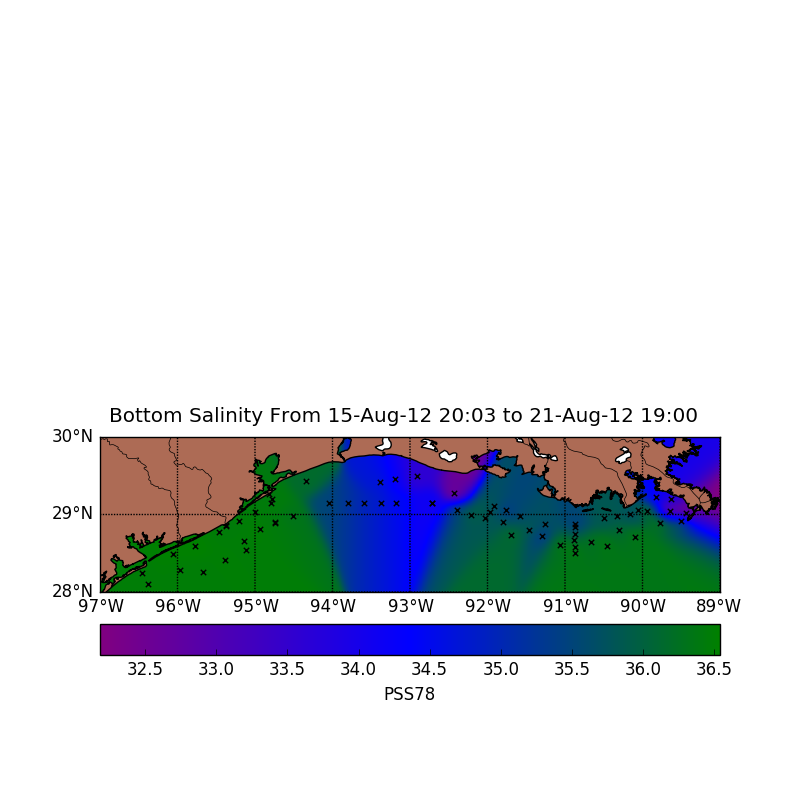 Bottom Salinity From 15-Aug-12 20:03 to 21-Aug-12 19:00
30°N
29°N
28°N
97°W 96°W 95°W 94°W 93°W 92°W 91°W 90°W 89°W
32.5 33.0 33.5 34.0 34.5 35.0 35.5 36.0 36.5
PSS78